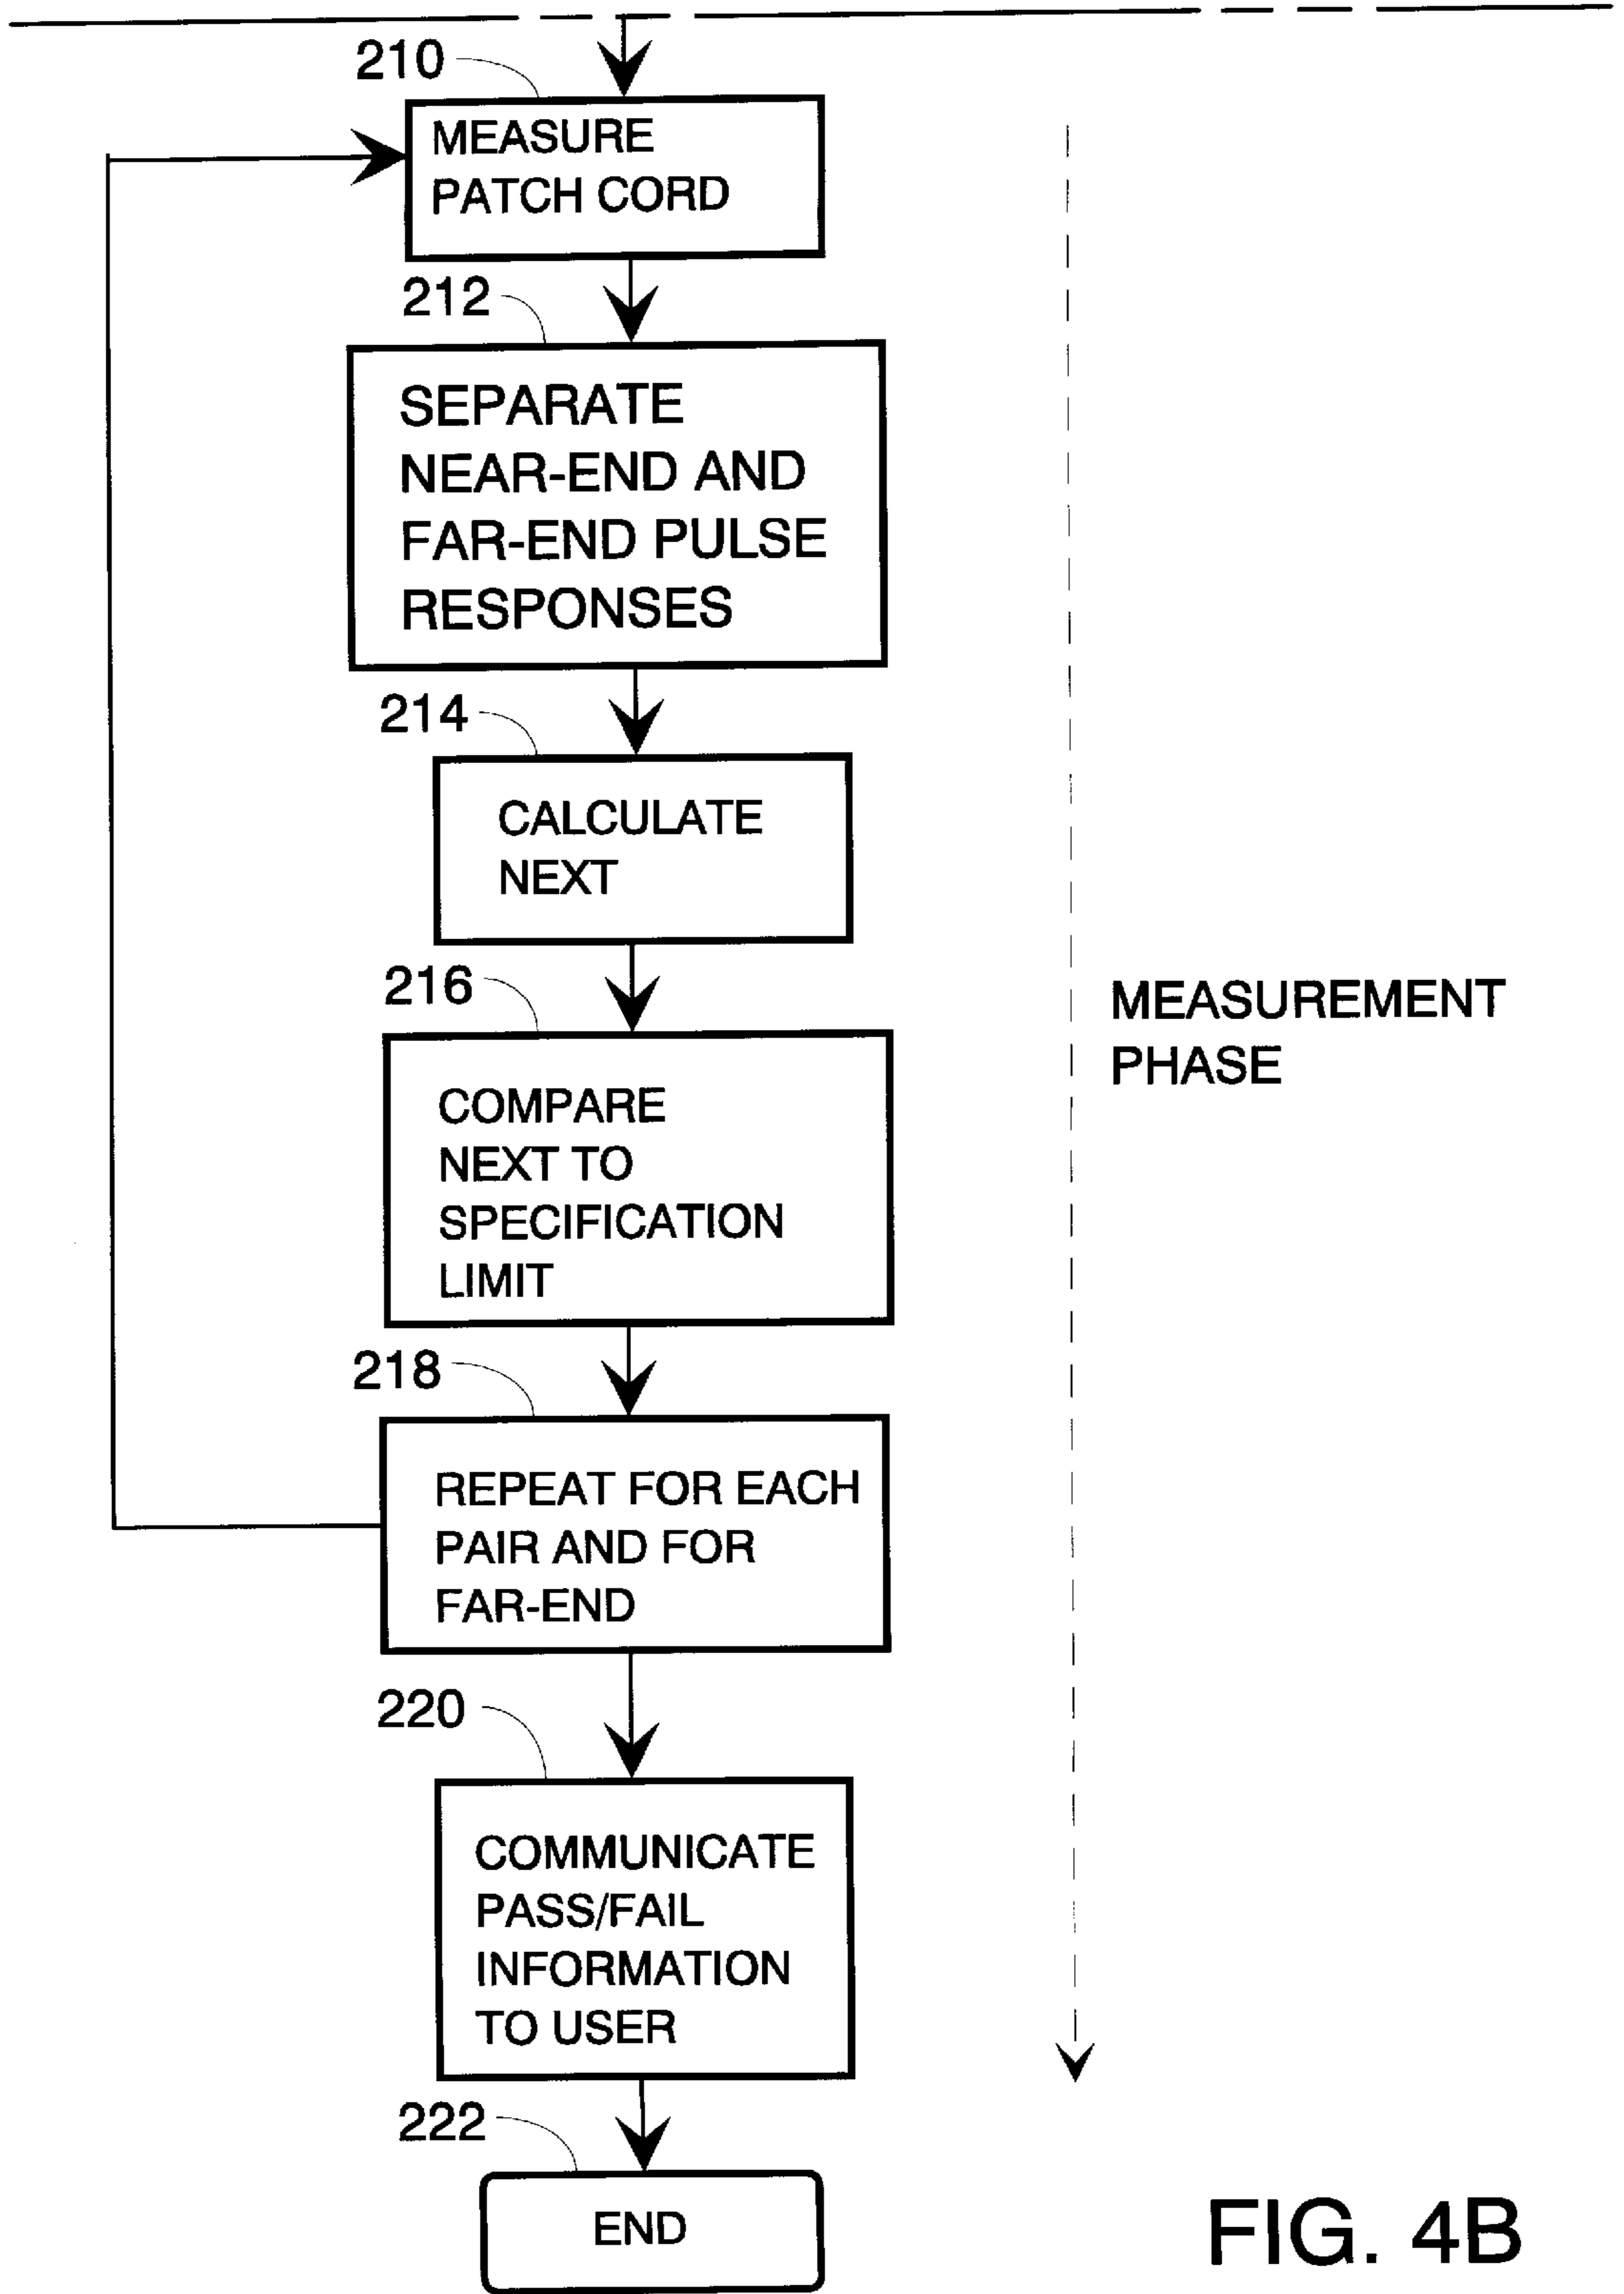 210
MEASURE
PATCH CORD
212
SEPARATE
NEAR-END AND
FAR-END PULSE
RESPONSES
214
CALCULATE
NEXT
216
COMPARE
NEXT TO
SPECIFICATION
LIMIT
MEASUREMENT
PHASE
218
REPEAT FOR EACH
PAIR AND FOR
FAR-END
220
COMMUNICATE
PASS/FAIL
INFORMATION
TO USER
222
END
FIG. 4B